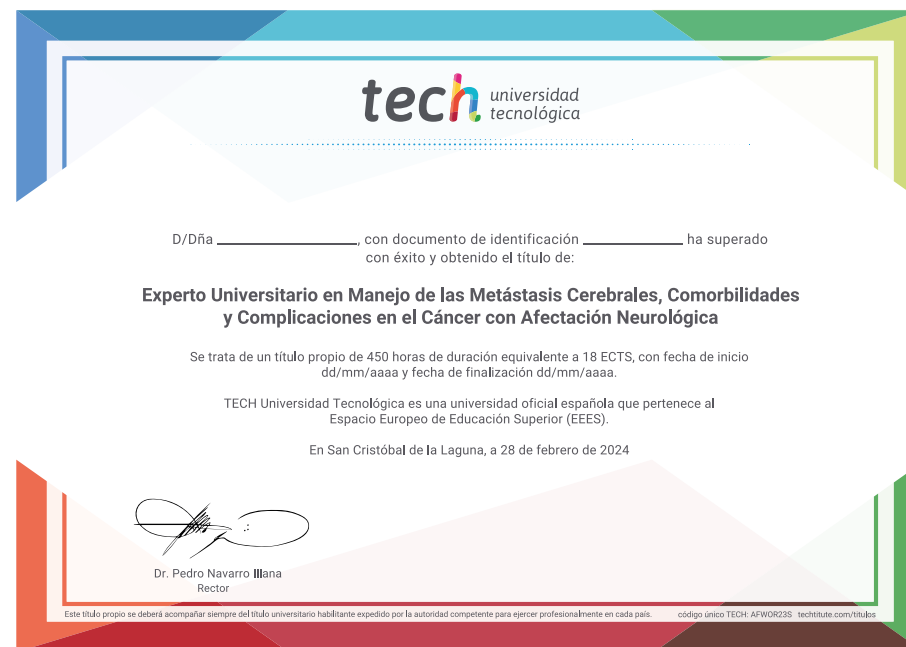 tech universidad
tecnológica
D/Dña ____________________, con documento de identificación ______________ ha superado
con éxito y obtenido el título de:
Experto Universitario en Manejo de las Metástasis Cerebrales, Comorbilidades
y Complicaciones en el Cáncer con Afectación Neurológica
Se trata de un título propio de 450 horas de duración equivalente a 18 ECTS, con fecha de inicio
dd/mm/aaaa y fecha de finalización dd/mm/aaaa.
TECH Universidad Tecnológica es una universidad oficial española que pertenece al
Espacio Europeo de Educación Superior (EEES).
En San Cristóbal de la Laguna, a 28 de febrero de 2024
Dr. Pedro Navarro Illana
Rector
Este título propio se deberá acompañar siempre del título universitario habilitante expedido por la autoridad competente para ejercer profesionalmente en cada país. código único TECH: AFWOR23S techtitute.com/titulos